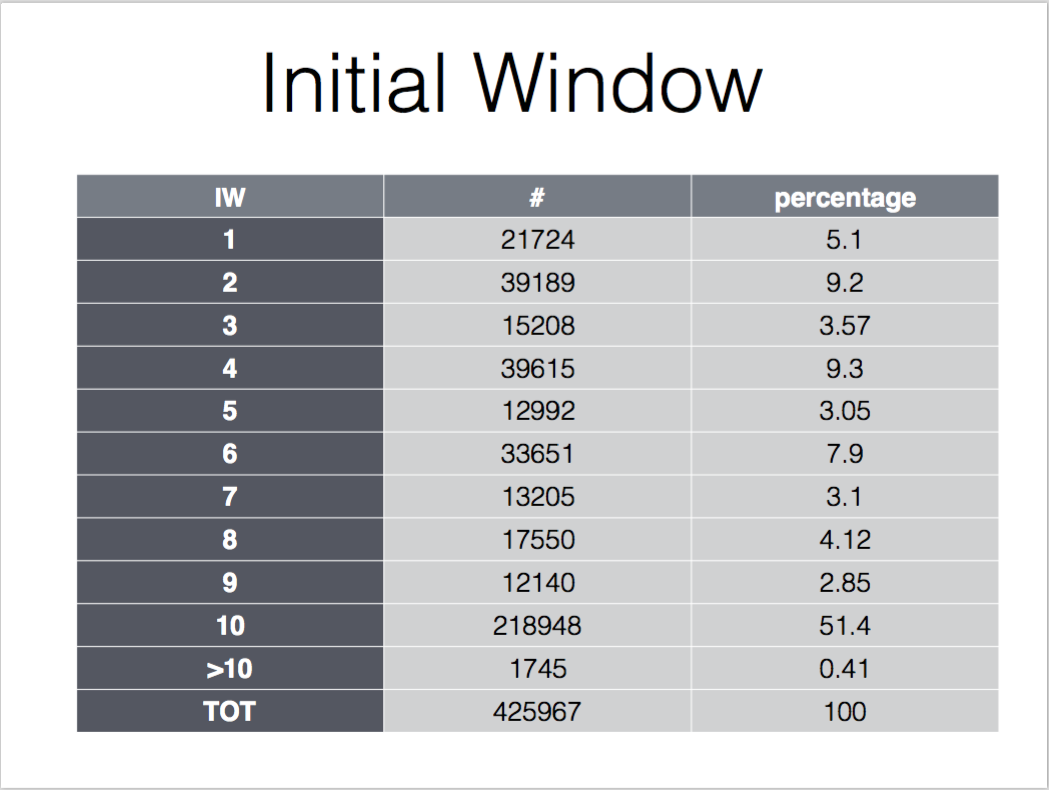 Initial Window
IW # percentage
1 21724 5.1
2 39189 9.2
3 15208 3.57
4 39615 9.3
5 12992 3.05
6 33651 7.9
7 13205 3.1
8 17550 4.12
9 12140 2.85
10 218948 51.4
>10 1745 0.41
TOT 425967 100